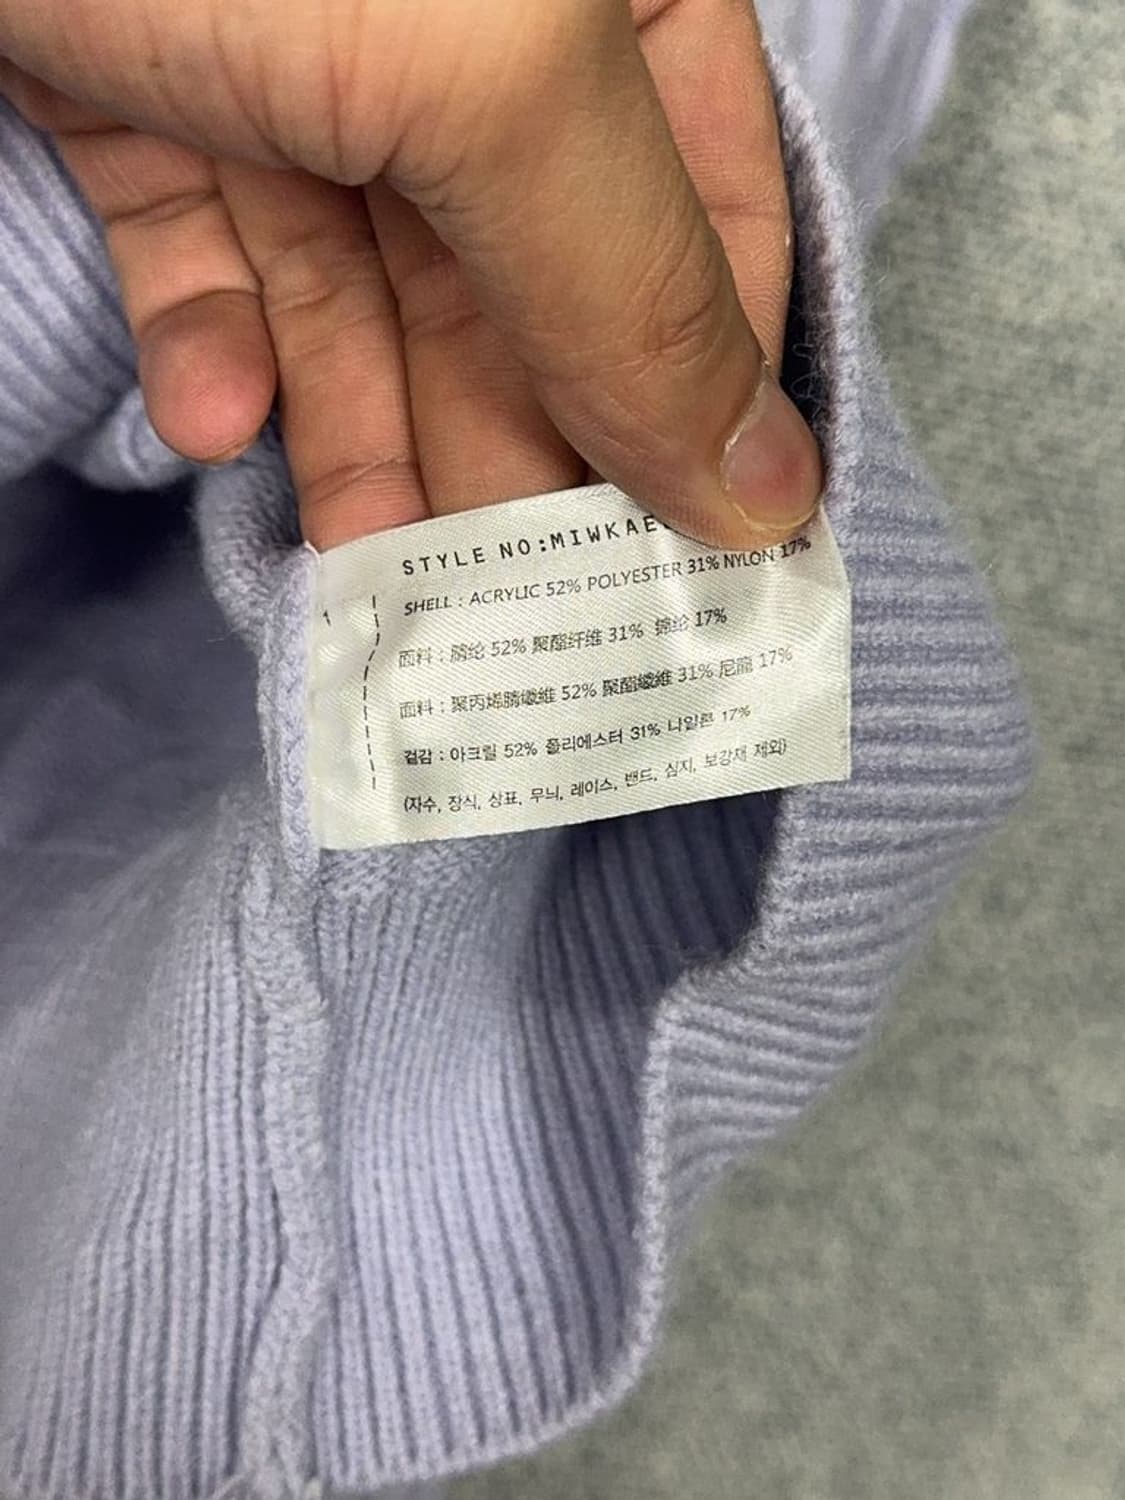 STYLE NO:MIWKAE
SHELL : ACRYLIC 52% POLYESTER 31% NYLON 17%
面料 : 腈纶 52% 聚酯纤维 31% 锦纶 17%
面料 : 聚丙烯腈纖維 52% 聚酯纖維 31% 尼龍 17%
겉감 : 아크릴 52% 폴리에스터 31% 나일론 17%
(자수, 장식, 상표, 무늬, 레이스, 밴드, 심지, 보강재 제외)